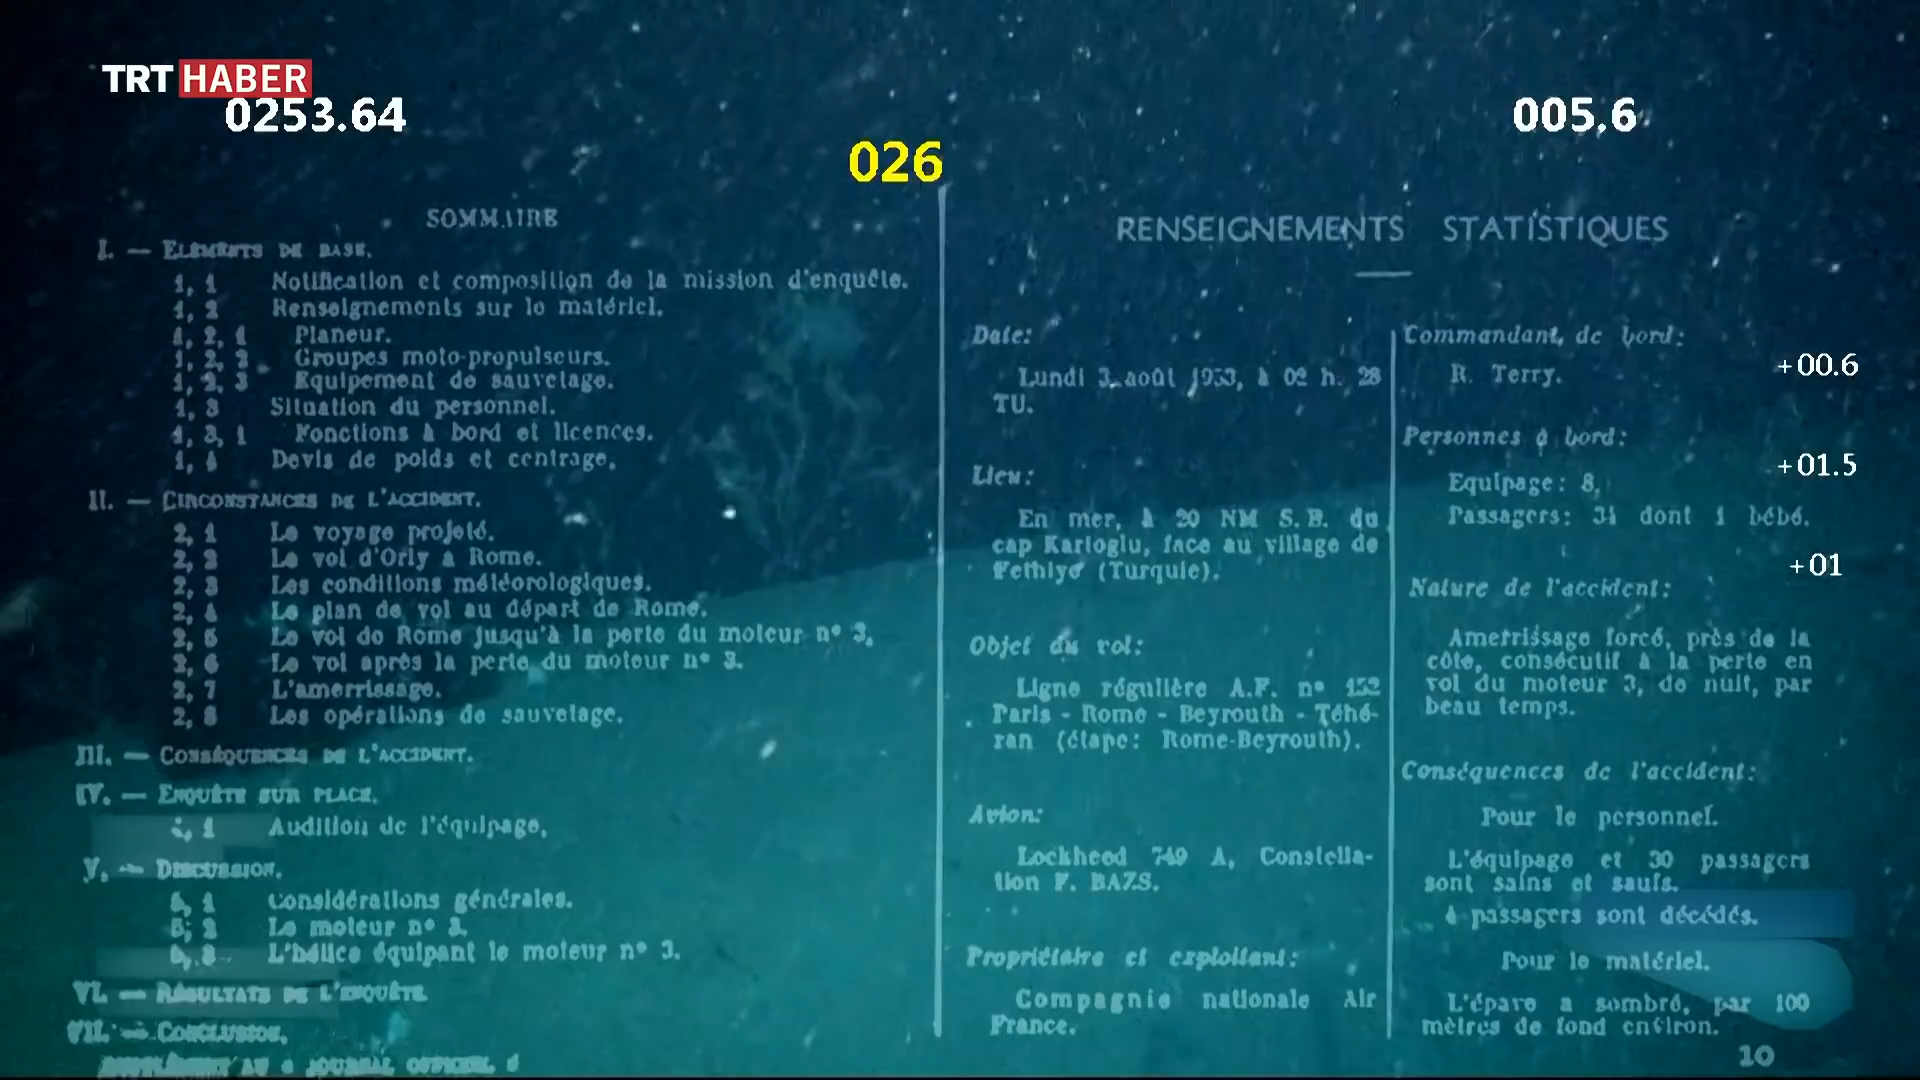 TRT HABER
0253.64
005.6
026
SOMMAIRE
I. — ELÉMENTS DE BASE.
1, 1 Notification et composition de la mission d'enquête.
1, 2 Renseignements sur le matériel.
1, 2, 1 Planeur.
1, 2, 2 Groupes moto-propulseurs.
1, 2, 3 Equipement de sauvetage.
1, 3 Situation du personnel.
1, 3, 1 Fonctions à bord et licences.
1, 4 Devis de poids et centrage.
II. — CIRCONSTANCES DE L'ACCIDENT.
2, 1 Le voyage projeté.
2, 2 Le vol d'Orly à Rome.
2, 3 Les conditions météorologiques.
2, 4 Le plan de vol au départ de Rome.
2, 5 Le vol de Rome jusqu'à la perte du moteur n° 3.
2, 6 Le vol après la perte du moteur n° 3.
2, 7 L'amerrissage.
2, 8 Les opérations de sauvetage.
III. — CONSÉQUENCES DE L'ACCIDENT.
IV. — ENQUÊTE SUR PLACE.
4, 1 Audition de l'équipage.
V. — DISCUSSION.
5, 1 Considérations générales.
5, 2 Le moteur n° 3.
5, 3 L'hélice équipant le moteur n° 3.
VI. — RÉSULTATS DE L'ENQUÊTE
VII. — CONCLUSION.
SUPPLÉMENT AU JOURNAL OFFICIEL
RENSEIGNEMENTS STATISTIQUES
Date:
Lundi 3 août 1953, à 02 h. 28
TU.
Lieu:
En mer, à 20 NM S.E. du
cap Karloglu, face au village de
Fethiye (Turquie).
Objet du vol:
Ligne régulière A.F. n° 152
Paris - Rome - Beyrouth - Téhé-
ran (étape: Rome-Beyrouth).
Avion:
Lockheed 749 A, Constella-
tion F. BAZS.
Propriétaire et exploitant:
Compagnie nationale Air
France.
Commandant de bord:
R. Terry.
+00.6
Personnes à bord:
+01.5
Equipage: 8.
Passagers: 34 dont 1 bébé.
+01
Nature de l'accident:
Amerrissage forcé, près de la
côte, consécutif à la perte en
vol du moteur 3, de nuit, par
beau temps.
Conséquences de l'accident:
Pour le personnel.
L'équipage et 30 passagers
sont sains et saufs.
4 passagers sont décédés.
Pour le matériel.
L'épave a sombré, par 100
mètres de fond environ.
10